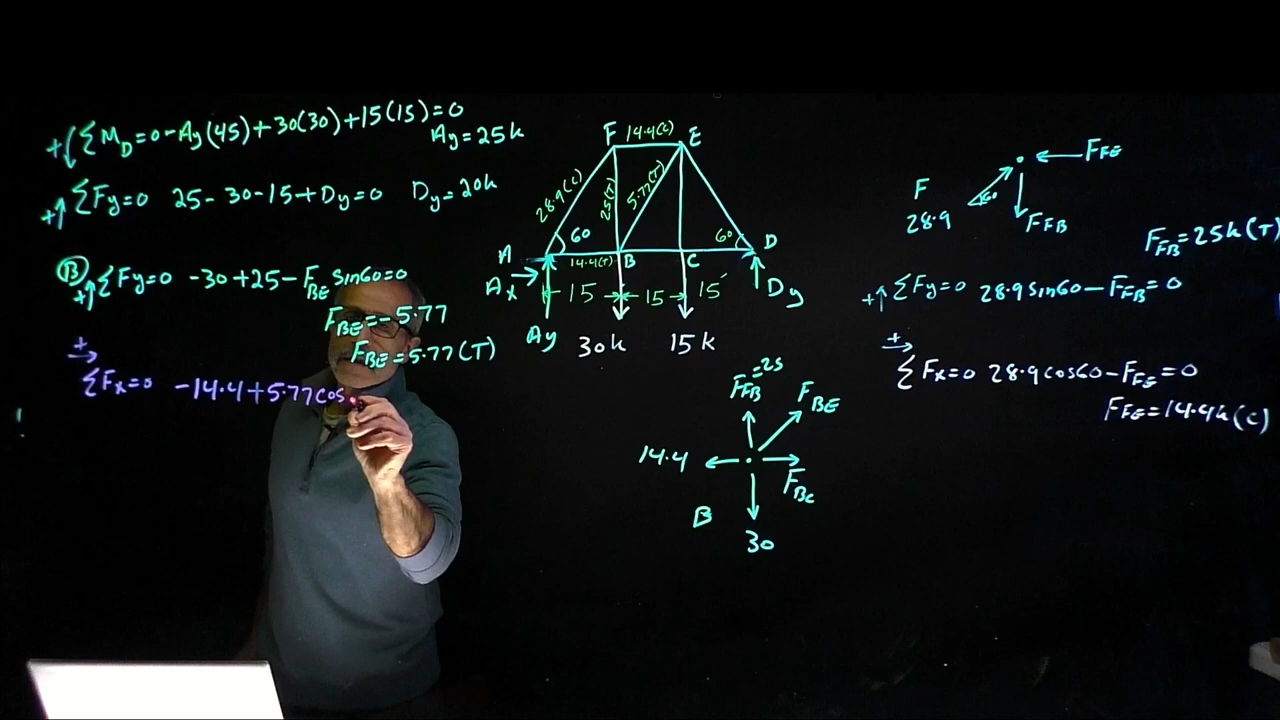 + ΣM_D=0-Ay(45)+30(30)+15(15)=0
Ay=25k
+↑ ΣFy=0 25-30-15+Dy=0 Dy=20k
Ⓑ +↑ ΣFy=0 -30+25-F_BE sin60=0
F_BE=-5.77
F_BE=5.77(T)
+→ ΣFx=0 -14.4+5.77cos
F 14.4(C) E
28.9(C)
25(T)
5.77(T)
60
60
A
14.4(T)
B
C
D
Ax
15
15
15'
Dy
Ay
30k
15k
F_FB=25
F_BE
14.4
F_BC
B
30
F_FE
F
28.9
60
F_FB
F_FB=25k(T)
+↑ ΣFy=0 28.9sin60-F_FB=0
+→ ΣFx=0 28.9cos60-F_FE=0
F_FE=14.4k(C)